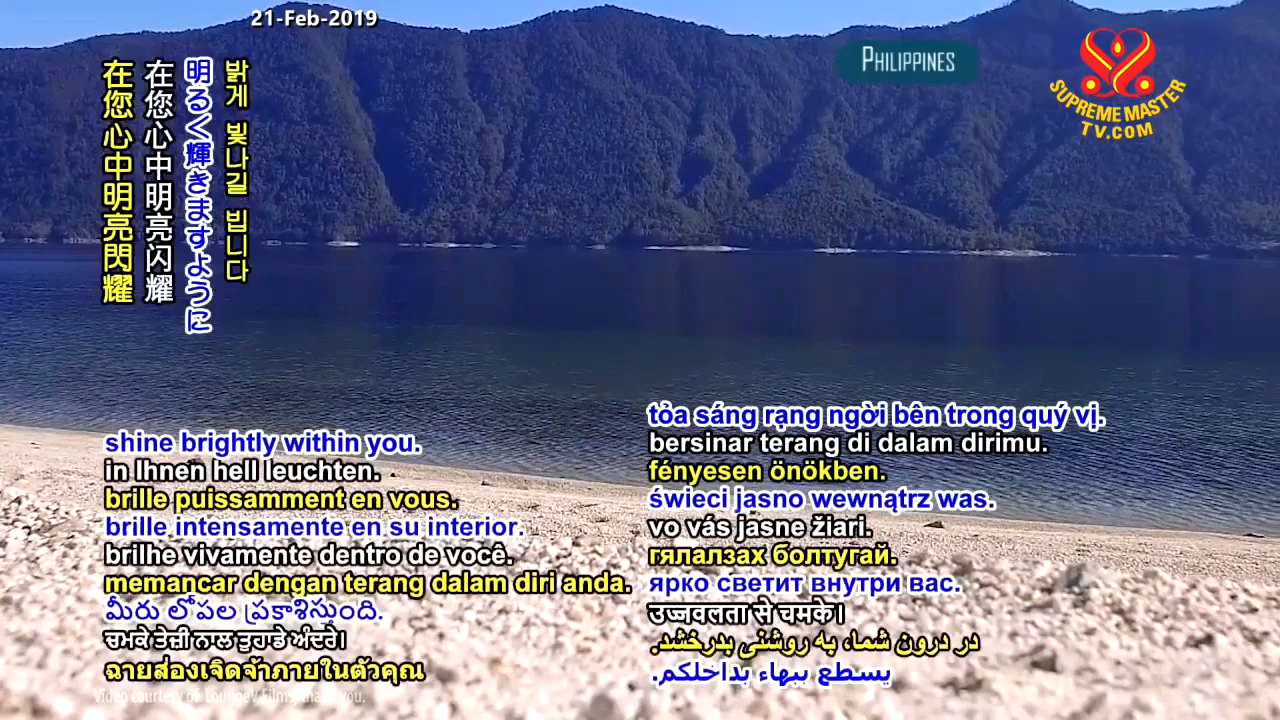 21-Feb-2019
PHILIPPINES
SUPREME MASTER
TV.COM
밝게 빛나길 빕니다
明るく輝きますように
在您心中明亮闪耀
在您心中明亮閃耀
shine brightly within you.
in Ihnen hell leuchten.
brille puissamment en vous.
brille intensamente en su interior.
brilhe vivamente dentro de você.
memancar dengan terang dalam diri anda.
మీరు లోపల ప్రకాశిస్తుంది.
ਚਮਕੇ ਤੇਜ਼ੀ ਨਾਲ ਤੁਹਾਡੇ ਅੰਦਰੇ।
ฉายส่องเจิดจ้าภายในตัวคุณ
tỏa sáng rạng ngời bên trong quý vị.
bersinar terang di dalam dirimu.
fényesen önökben.
świeci jasno wewnątrz was.
vo vás jasne žiari.
гялалзах болтугай.
ярко светит внутри вас.
उज्जवलता से चमके।
در درون شما، به روشنی بدرخشد.
يسطع ببهاء بداخلكم.
Video courtesy of Films, thank you.